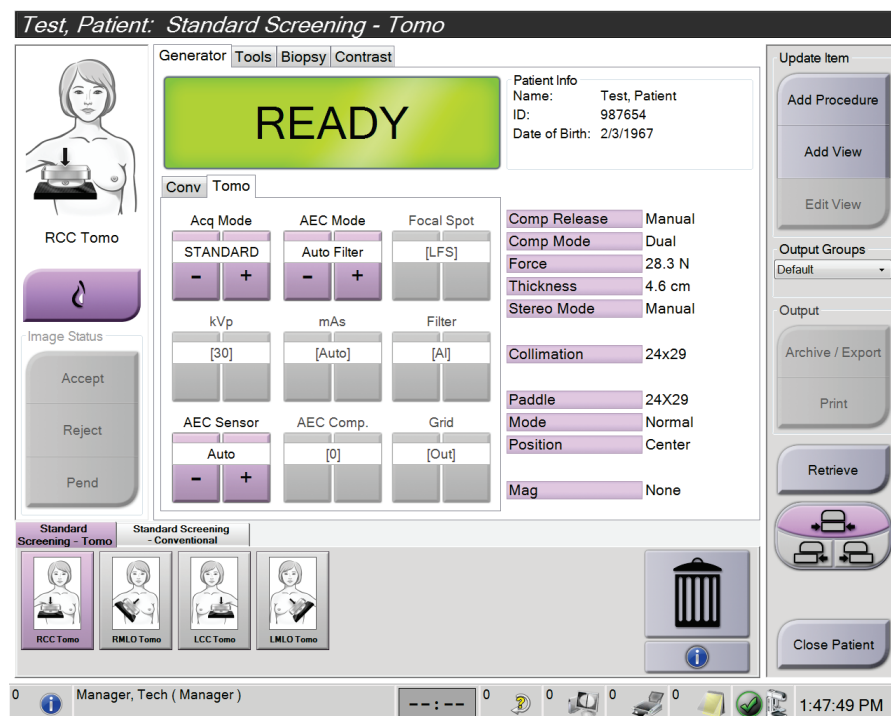 Test, Patient: Standard Screening - Tomo
Generator Tools Biopsy Contrast
READY
Patient Info
Name: Test, Patient
ID: 987654
Date of Birth: 2/3/1967
RCC Tomo
Conv Tomo
Acq Mode AEC Mode Focal Spot
STANDARD Auto Filter [LFS]
- + - +
kVp mAs Filter
[30] [Auto] [Al]
AEC Sensor AEC Comp. Grid
Auto [0] [Out]
- +
Comp Release Manual
Comp Mode Dual
Force 28.3 N
Thickness 4.6 cm
Stereo Mode Manual
Collimation 24x29
Paddle 24X29
Mode Normal
Position Center
Mag None
Image Status
Accept
Reject
Pend
Update Item
Add Procedure
Add View
Edit View
Output Groups
Default
Output
Archive / Export
Print
Retrieve
Close Patient
Standard
Screening - Tomo
Standard Screening
- Conventional
RCC Tomo RMLO Tomo LCC Tomo LMLO Tomo
0 Manager, Tech ( Manager ) --:-- 0 0 0 0 1:47:49 PM